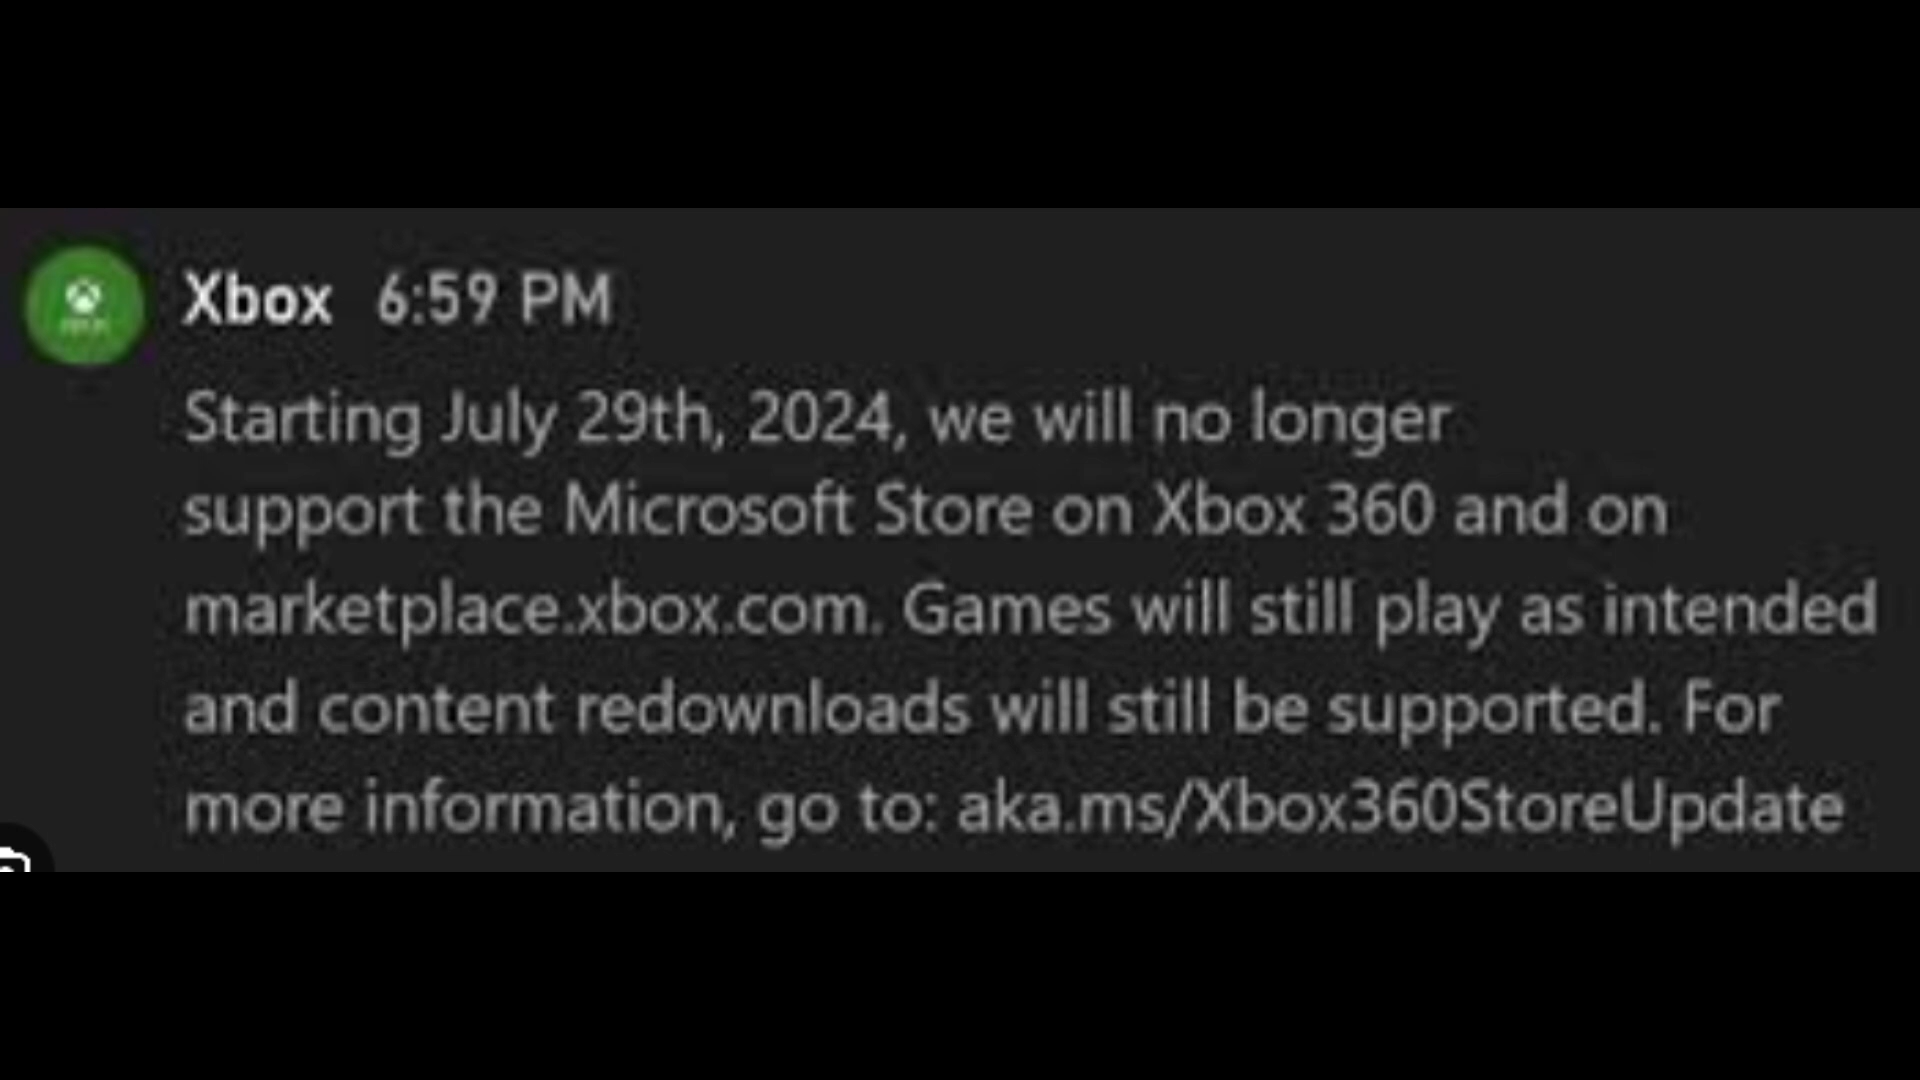 Xbox 6:59 PM
Starting July 29th, 2024, we will no longer
support the Microsoft Store on Xbox 360 and on
marketplace.xbox.com. Games will still play as intended
and content redownloads will still be supported. For
more information, go to: aka.ms/Xbox360StoreUpdate